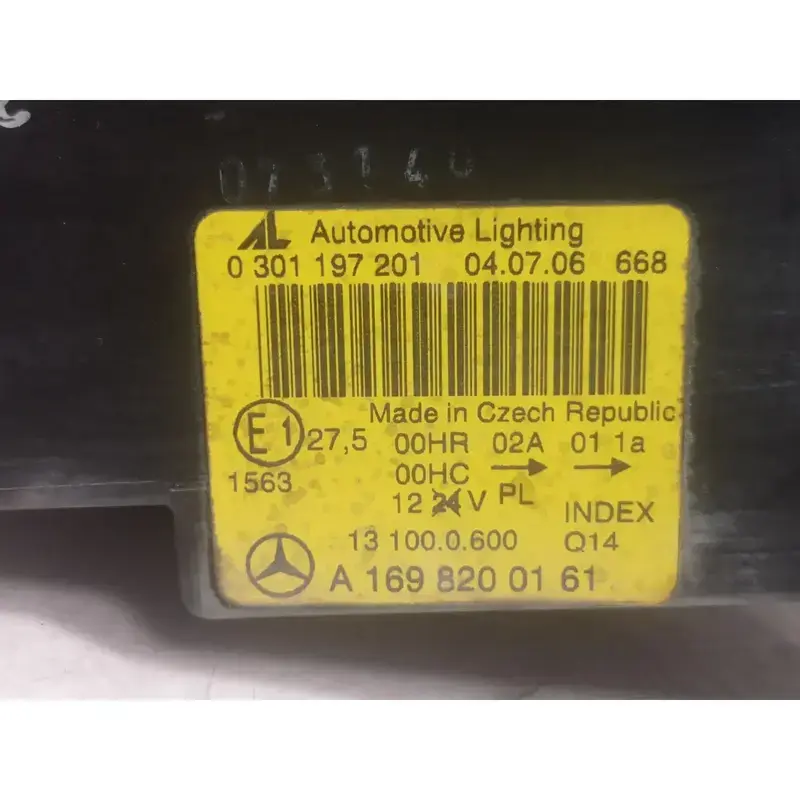 AL Automotive Lighting
0 301 197 201 04.07.06 668
Made in Czech Republic
E1 27,5 00HR 02A 01 1a
1563 00HC → →
12 24 V PL
INDEX
13 100.0.600 Q14
A 169 820 01 61